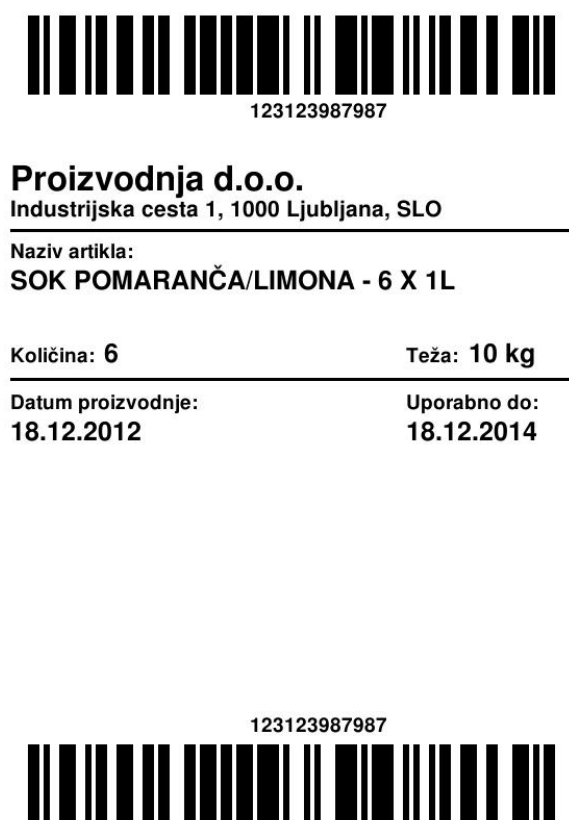 123123987987
Proizvodnja d.o.o.
Industrijska cesta 1, 1000 Ljubljana, SLO
Naziv artikla:
SOK POMARANČA/LIMONA - 6 X 1L
Količina: 6 Teža: 10 kg
Datum proizvodnje: Uporabno do:
18.12.2012 18.12.2014
123123987987